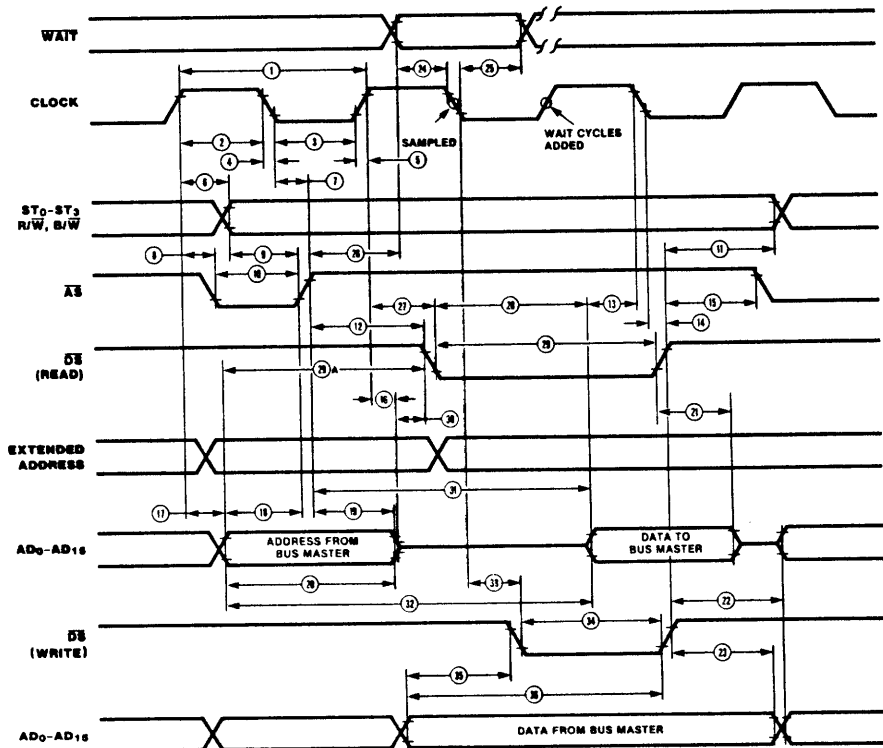 WAIT
1
24
25
CLOCK
2
3
SAMPLED
WAIT CYCLES
ADDED
4
5
6
7
ST0-ST3
R/W, B/W
8
9
26
11
10
AS
27
28
13
15
12
14
DS
(READ)
29
29A
16
30
21
EXTENDED
ADDRESS
31
17
18
19
AD0-AD15
ADDRESS FROM
BUS MASTER
DATA TO
BUS MASTER
20
33
32
22
DS
(WRITE)
34
23
35
36
AD0-AD15
DATA FROM BUS MASTER